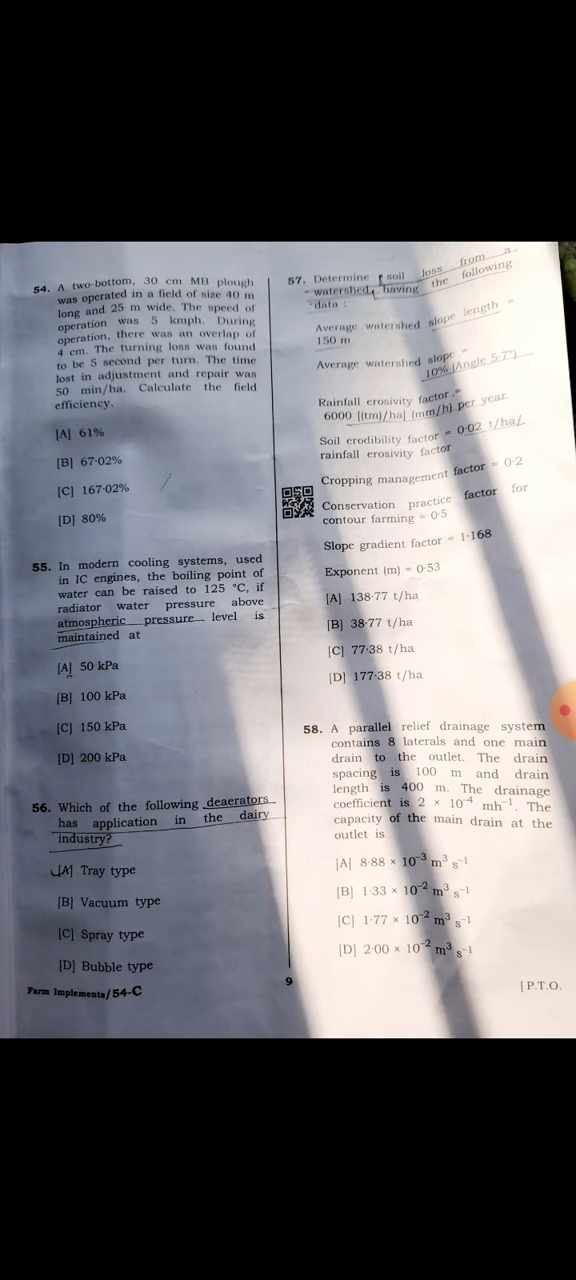 54. A two-bottom, 30 cm MB plough
was operated in a field of size 40 m
long and 25 m wide. The speed of
operation was 5 kmph. During
operation, there was an overlap of
4 cm. The turning loss was found
to be 5 second per turn. The time
lost in adjustment and repair was
50 min/ha. Calculate the field
efficiency.
[A] 61%
[B] 67·02%
[C] 167·02%
[D] 80%
55. In modern cooling systems, used
in IC engines, the boiling point of
water can be raised to 125 °C, if
radiator water pressure above
atmospheric pressure level is
maintained at
[A] 50 kPa
[B] 100 kPa
[C] 150 kPa
[D] 200 kPa
56. Which of the following deaerators
has application in the dairy
industry?
[A] Tray type
[B] Vacuum type
[C] Spray type
[D] Bubble type
57. Determine soil loss from a
watershed, having the following
data :
Average watershed slope length =
150 m
Average watershed slope =
10% (Angle 5·7°)
Rainfall erosivity factor =
6000 [(tm)/ha] (mm/h) per year
Soil erodibility factor = 0·02 t/ha/
rainfall erosivity factor
Cropping management factor = 0·2
Conservation practice factor for
contour farming = 0·5
Slope gradient factor = 1·168
Exponent (m) = 0·53
[A] 138·77 t/ha
[B] 38·77 t/ha
[C] 77·38 t/ha
[D] 177·38 t/ha
58. A parallel relief drainage system
contains 8 laterals and one main
drain to the outlet. The drain
spacing is 100 m and drain
length is 400 m. The drainage
coefficient is 2 × 10⁻⁴ mh⁻¹. The
capacity of the main drain at the
outlet is
[A] 8·88 × 10⁻³ m³ s⁻¹
[B] 1·33 × 10⁻² m³ s⁻¹
[C] 1·77 × 10⁻² m³ s⁻¹
[D] 2·00 × 10⁻² m³ s⁻¹
Farm Implements/54-C
9
[ P.T.O.